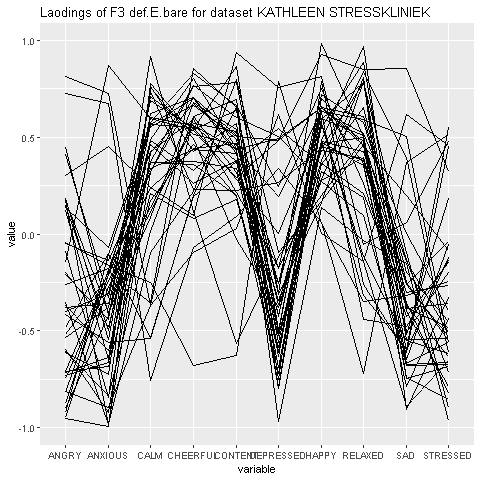 Laodings of F3 def.E.bare for dataset KATHLEEN STRESSKLINIEK
1.0
0.5
0.0
-0.5
-1.0
value
ANGRY ANXIOUS CALM CHEERFUL CONTENT DEPRESSED HAPPY RELAXED SAD STRESSED
variable